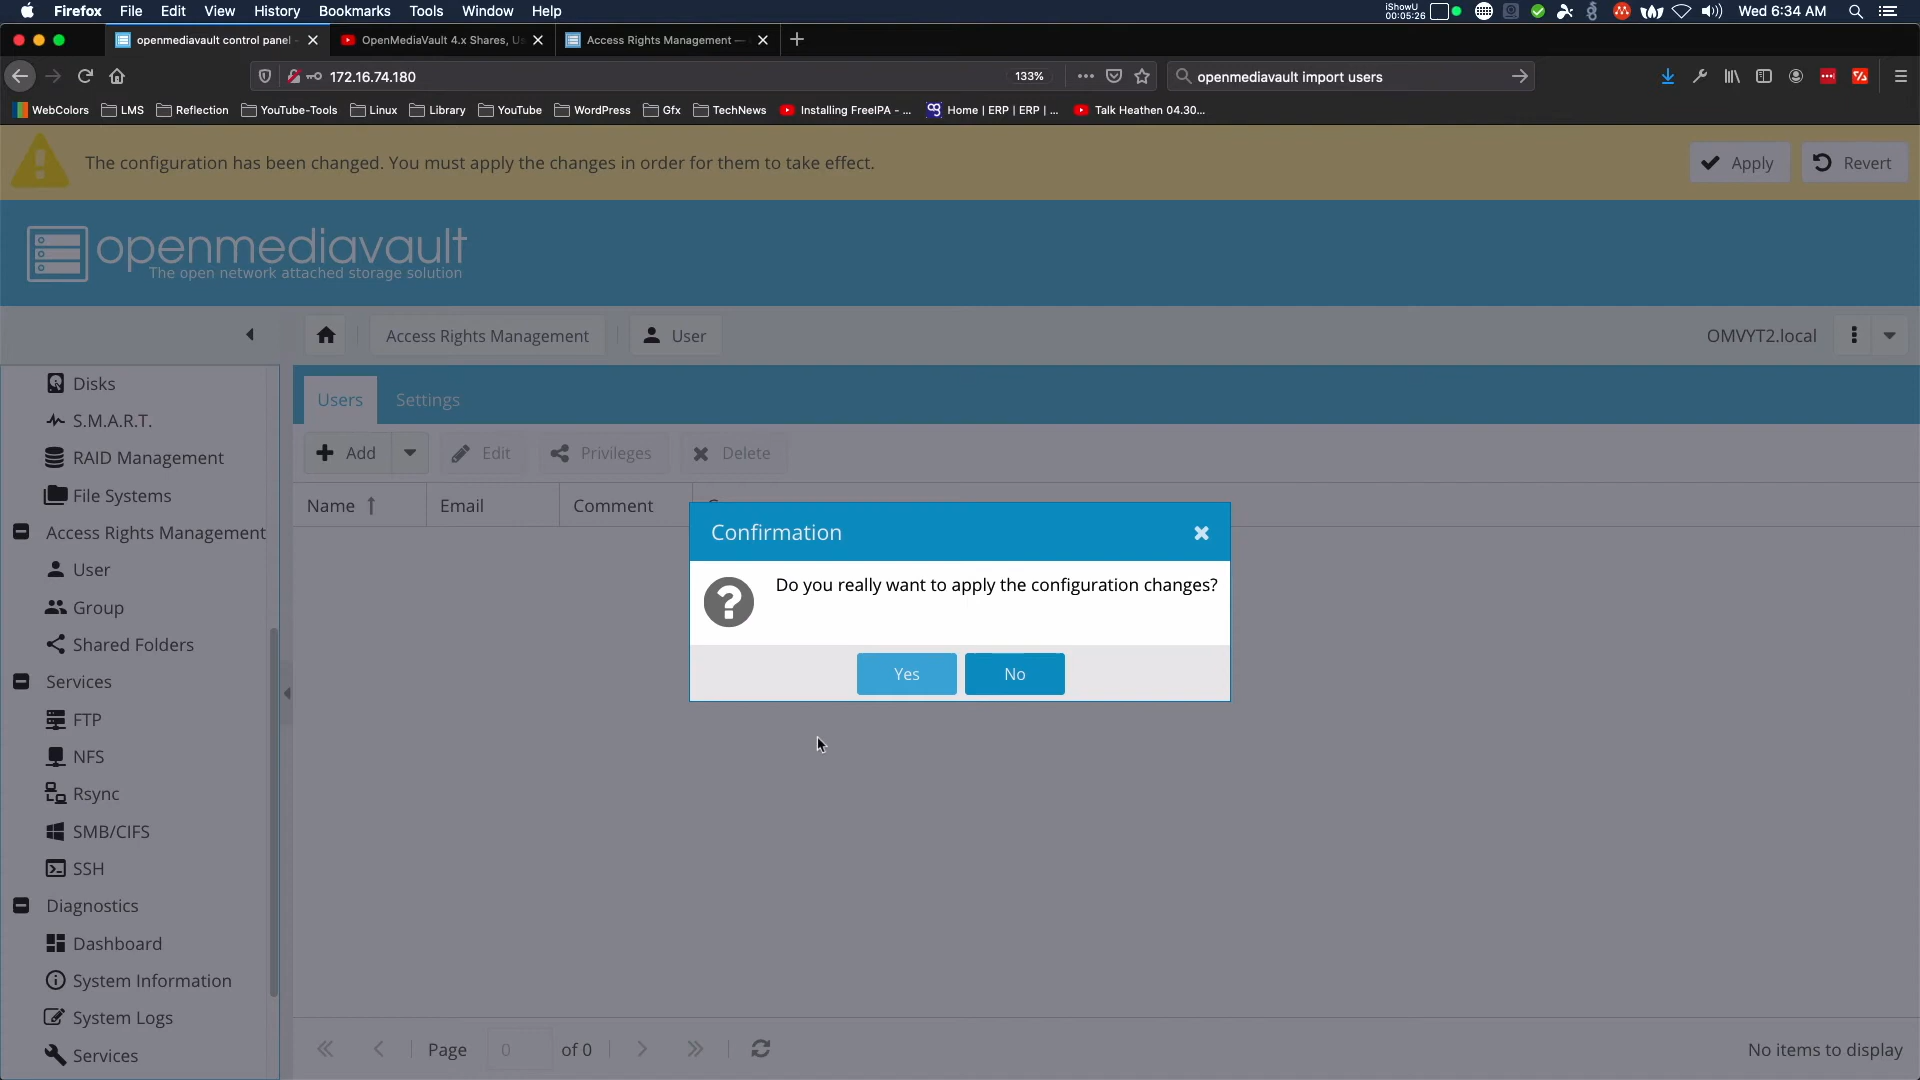 Firefox File Edit View History Bookmarks Tools Window Help
iShowU
00:05:26
Wed 6:34 AM
openmediavault control panel -
OpenMediaVault 4.x Shares, U
Access Rights Management —
172.16.74.180
133%
openmediavault import users
WebColors LMS Reflection YouTube-Tools Linux Library YouTube WordPress Gfx TechNews Installing FreeIPA - ... Home | ERP | ERP | ... Talk Heathen 04.30...
The configuration has been changed. You must apply the changes in order for them to take effect.
Apply
Revert
openmediavault
The open network attached storage solution
Access Rights Management
User
OMVYT2.local
Disks
S.M.A.R.T.
RAID Management
File Systems
Access Rights Management
User
Group
Shared Folders
Services
FTP
NFS
Rsync
SMB/CIFS
SSH
Diagnostics
Dashboard
System Information
System Logs
Services
Users
Settings
Add
Edit
Privileges
Delete
Name
Email
Comment
Confirmation
Do you really want to apply the configuration changes?
Yes
No
Page 0 of 0
No items to display